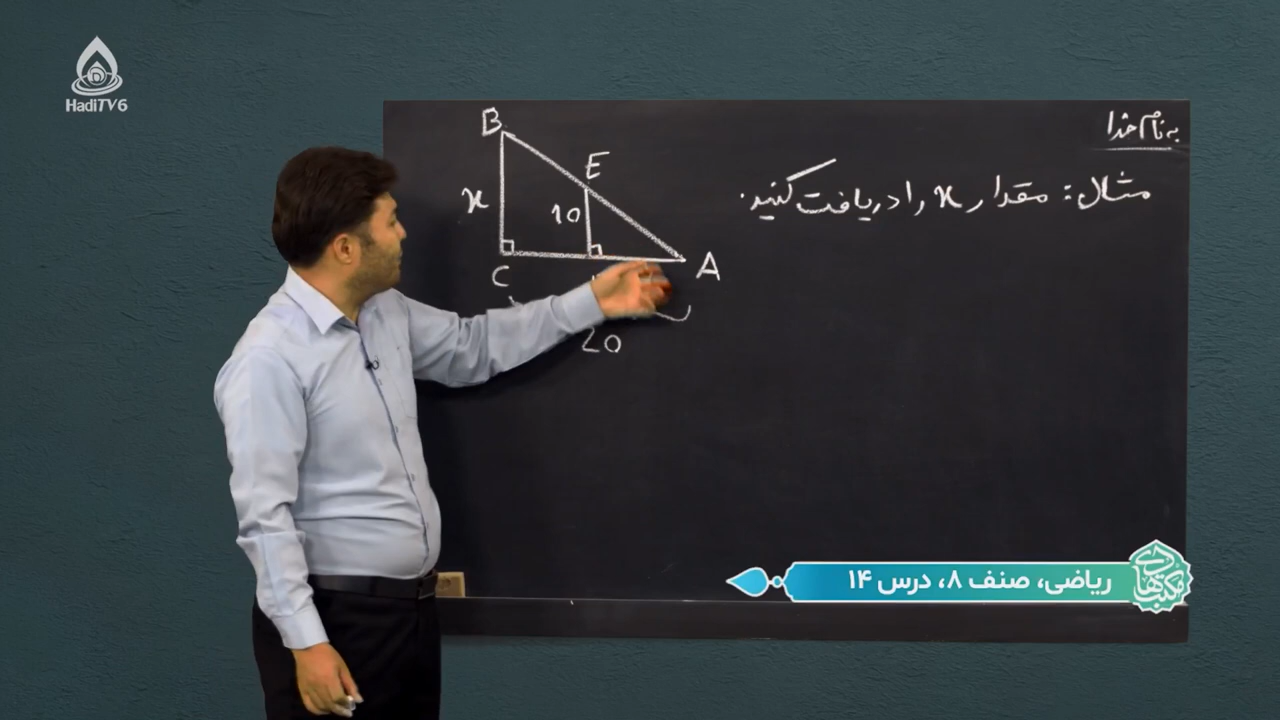 HadiTV6
به نام خدا
مثال: مقدار x را دریافت کنید.
B
E
x
10
C
A
20
ریاضی، صنف ۸، درس ۱۴